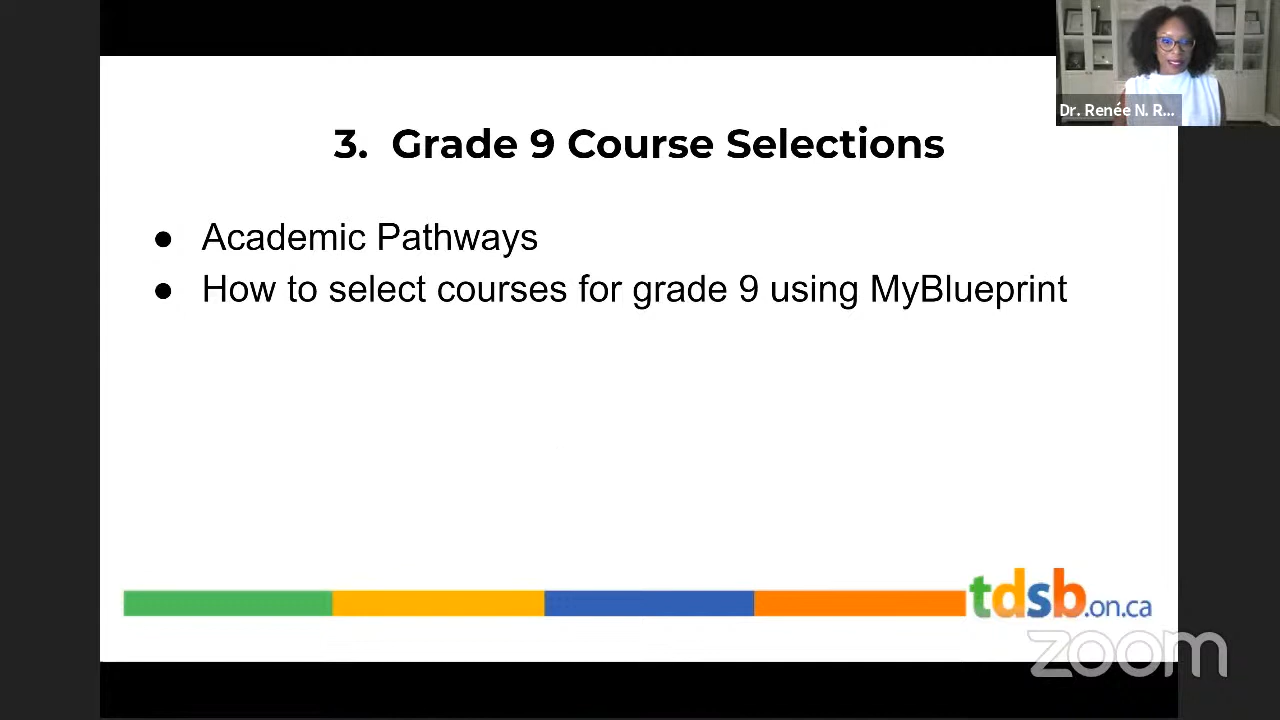 Dr. Renée N. R...
3. Grade 9 Course Selections
● Academic Pathways
● How to select courses for grade 9 using MyBlueprint
tdsb.on.ca
zoom